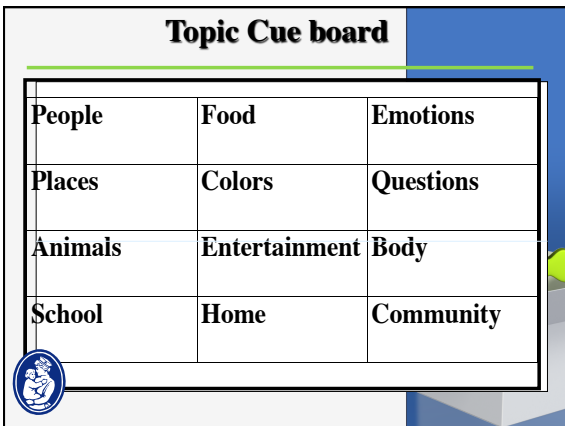 Topic Cue board
People Food Emotions
Places Colors Questions
Animals Entertainment Body
School Home Community